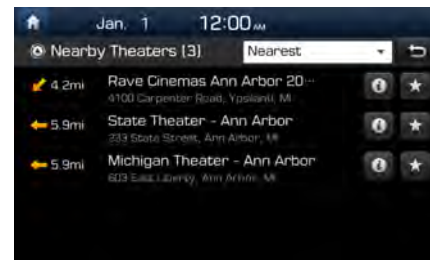 Jan. 1 12:00 AM
Nearby Theaters (3) Nearest
4.2mi Rave Cinemas Ann Arbor 20…
4100 Carpenter Road, Ypsilanti, MI
5.9mi State Theater - Ann Arbor
233 State Street, Ann Arbor, MI
5.9mi Michigan Theater - Ann Arbor
603 East Liberty, Ann Arbor, MI